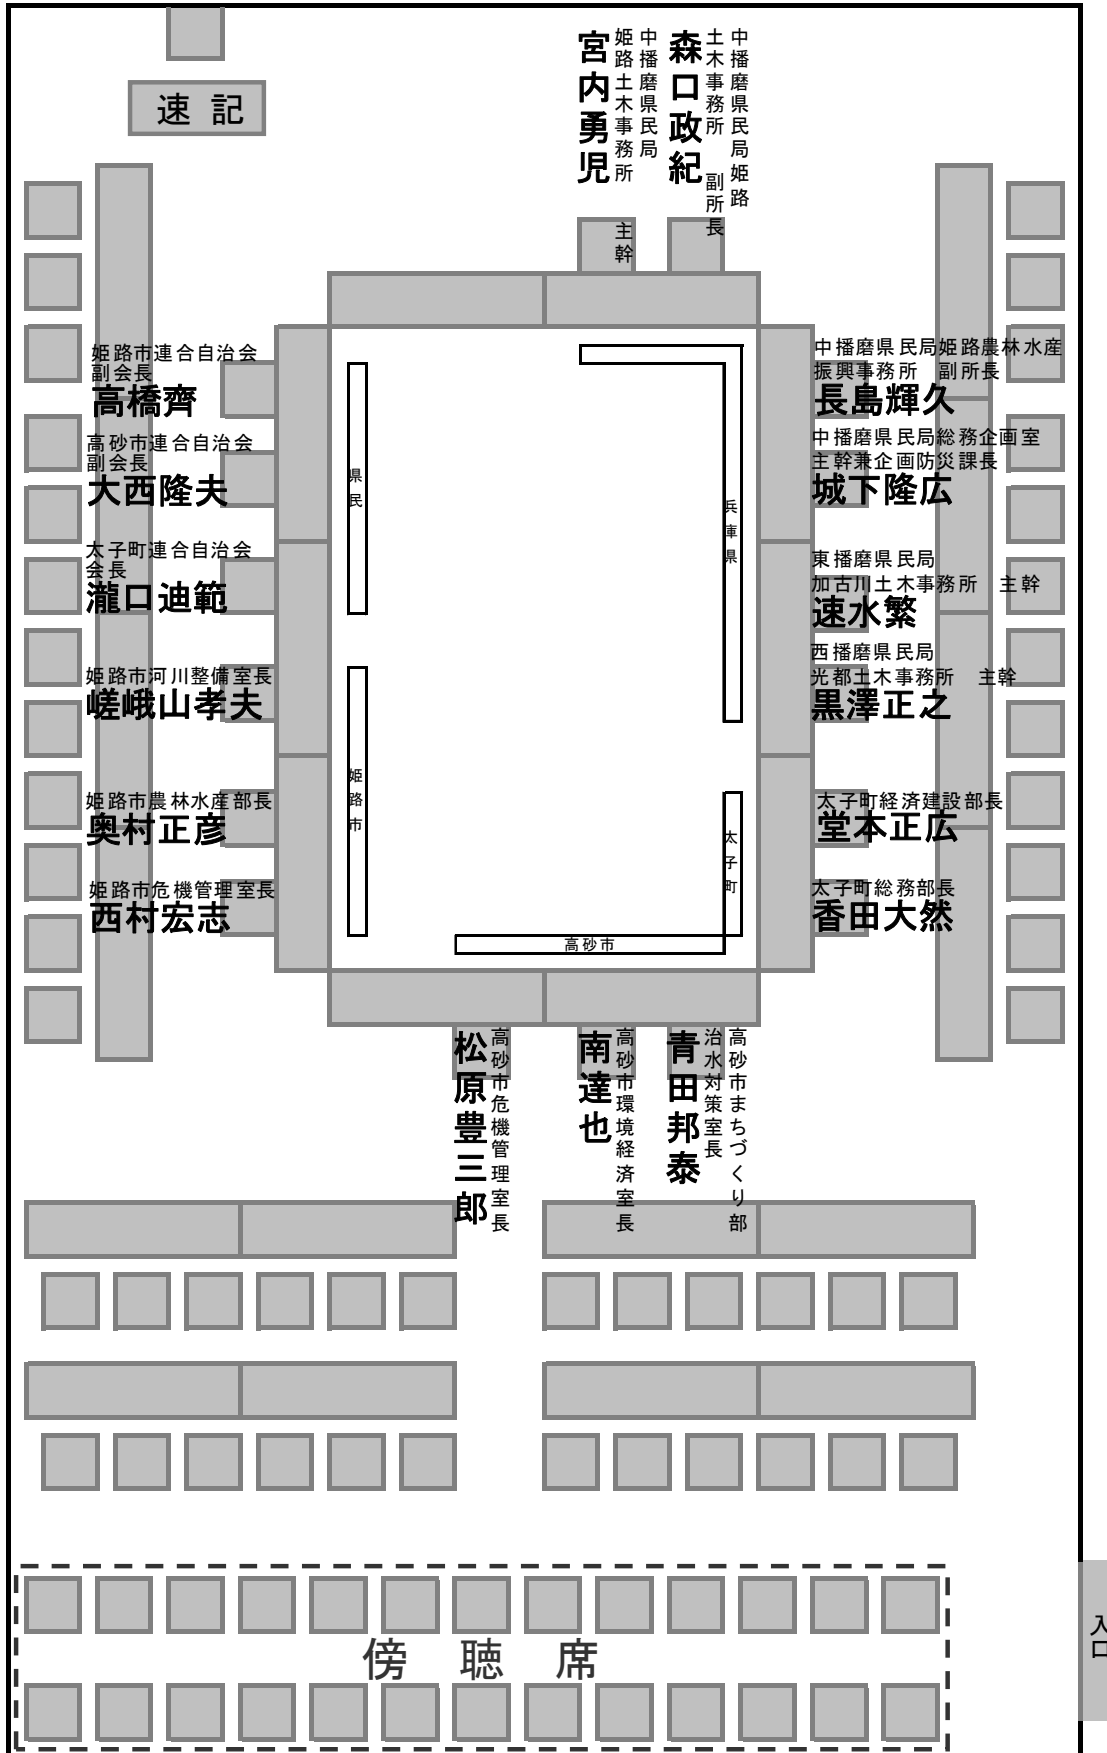 速 記
中播磨県民局姫路
土木事務所 副所長
森口政紀
中播磨県民局
姫路土木事務所 主幹
宮内勇児
姫路市連合自治会
副会長
高橋齊
高砂市連合自治会
副会長
大西隆夫
太子町連合自治会
会長
瀧口迪範
姫路市河川整備室長
嵯峨山孝夫
姫路市農林水産部長
奥村正彦
姫路市危機管理室長
西村宏志
県民
姫路市
兵庫県
太子町
高砂市
中播磨県民局姫路農林水産
振興事務所 副所長
長島輝久
中播磨県民局総務企画室
主幹兼企画防災課長
城下隆広
東播磨県民局
加古川土木事務所 主幹
速水繁
西播磨県民局
光都土木事務所 主幹
黒澤正之
太子町経済建設部長
堂本正広
太子町総務部長
香田大然
高砂市まちづくり部
治水対策室長
青田邦泰
高砂市環境経済室長
南達也
高砂市危機管理室長
松原豊三郎
傍 聴 席
入口